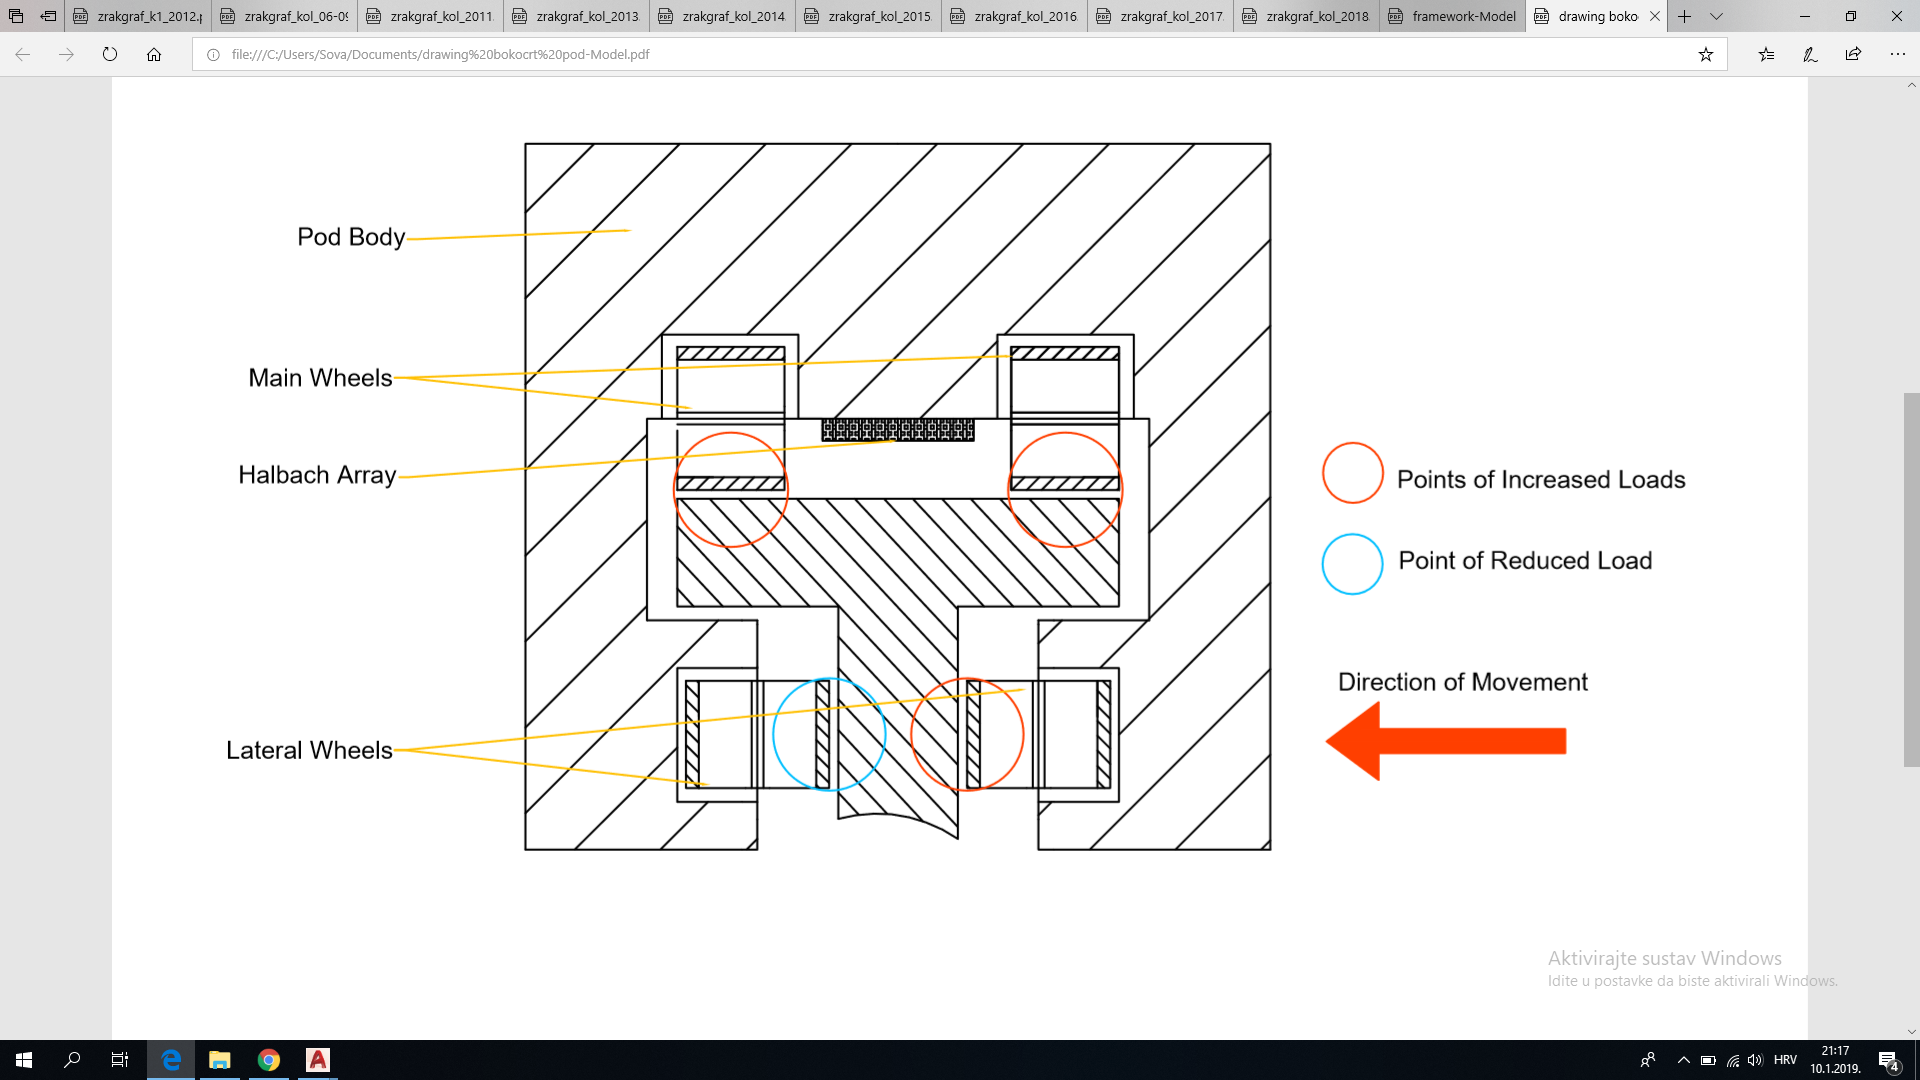 zrakgraf_k1_2012.p
zrakgraf_kol_06-09
zrakgraf_kol_2011.
zrakgraf_kol_2013.
zrakgraf_kol_2014.
zrakgraf_kol_2015.
zrakgraf_kol_2016.
zrakgraf_kol_2017.
zrakgraf_kol_2018.
framework-Model
drawing boko
file:///C:/Users/Sova/Documents/drawing%20bokocrt%20pod-Model.pdf
Pod Body
Main Wheels
Halbach Array
Points of Increased Loads
Point of Reduced Load
Direction of Movement
Lateral Wheels
Aktivirajte sustav Windows
Idite u postavke da biste aktivirali Windows.
HRV
21:17
10.1.2019.
4